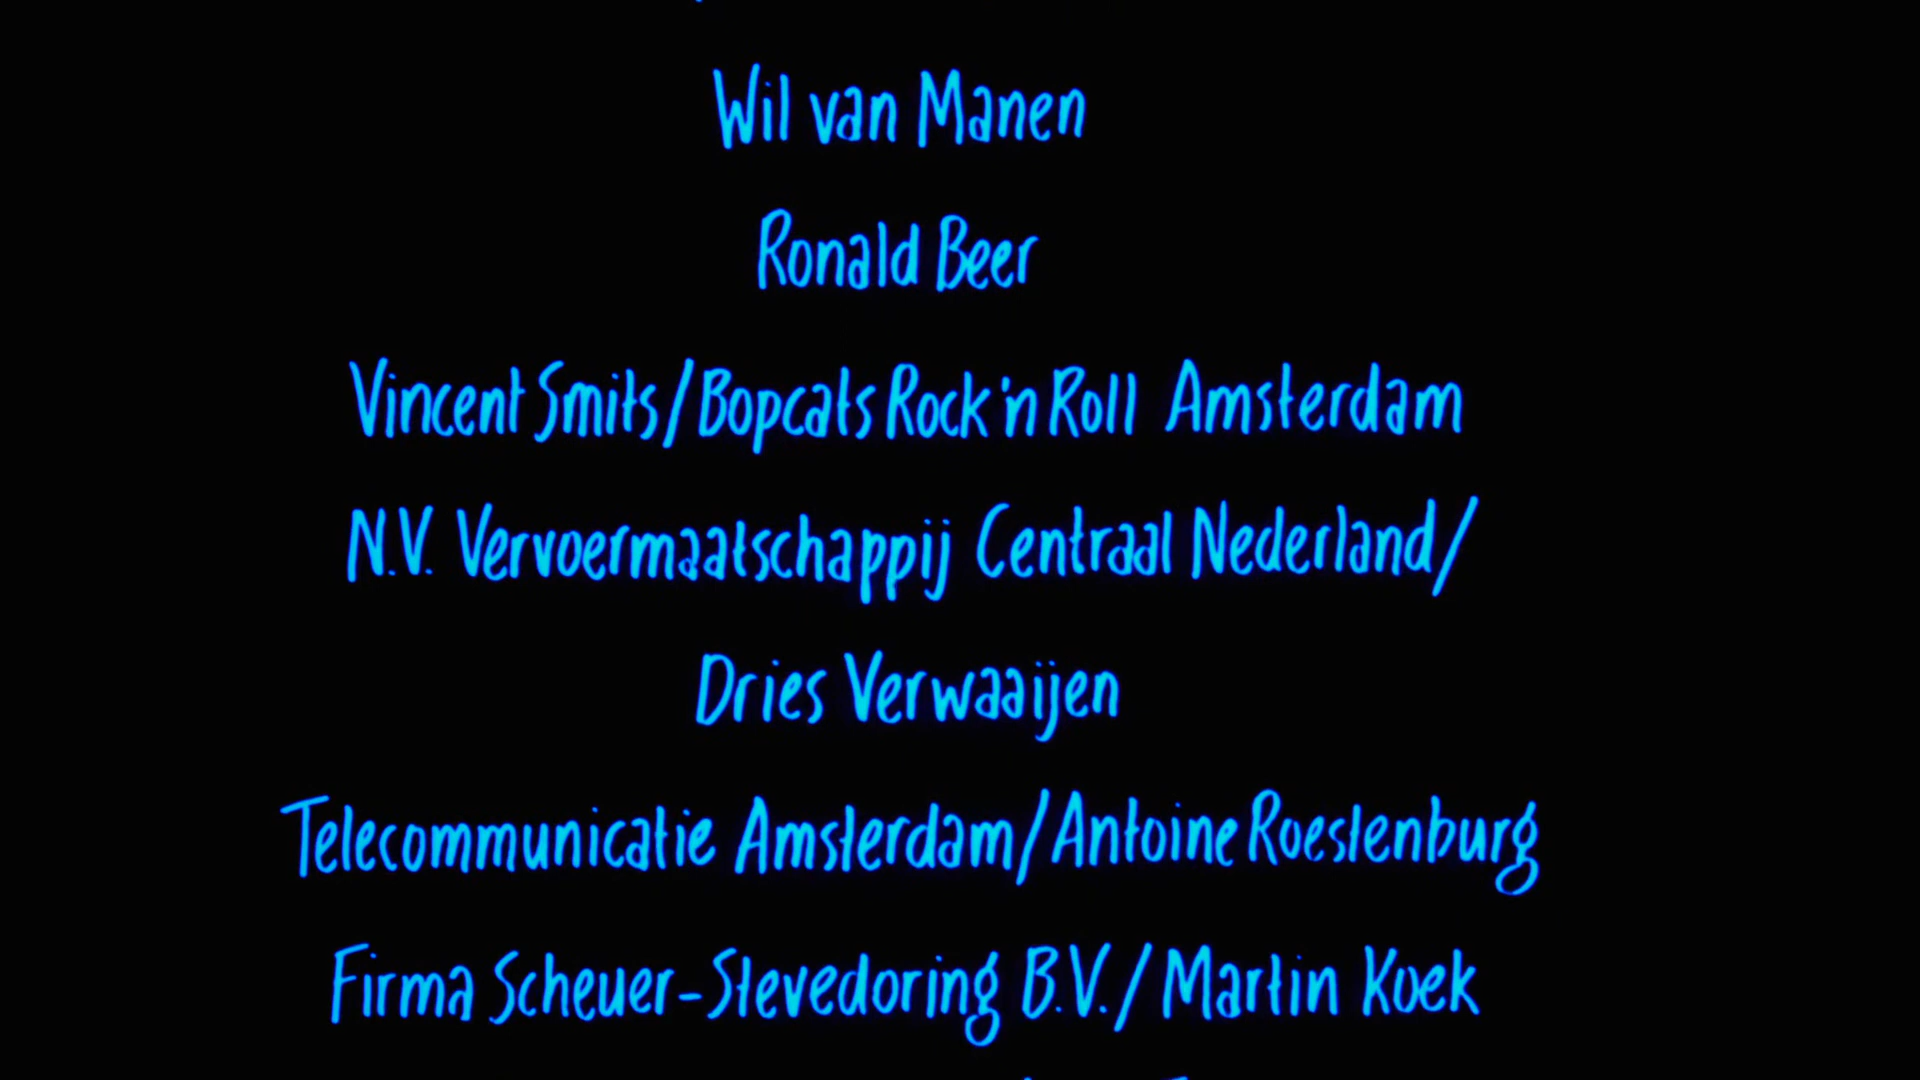 Wil van Manen
Ronald Beer
Vincent Smits/Bopcats Rock 'n Roll Amsterdam
N.V. Vervoermaatschappij Centraal Nederland/
Dries Verwaaijen
Telecommunicatie Amsterdam/Antoine Roestenburg
Firma Scheuer-Stevedoring B.V./Martin Koek